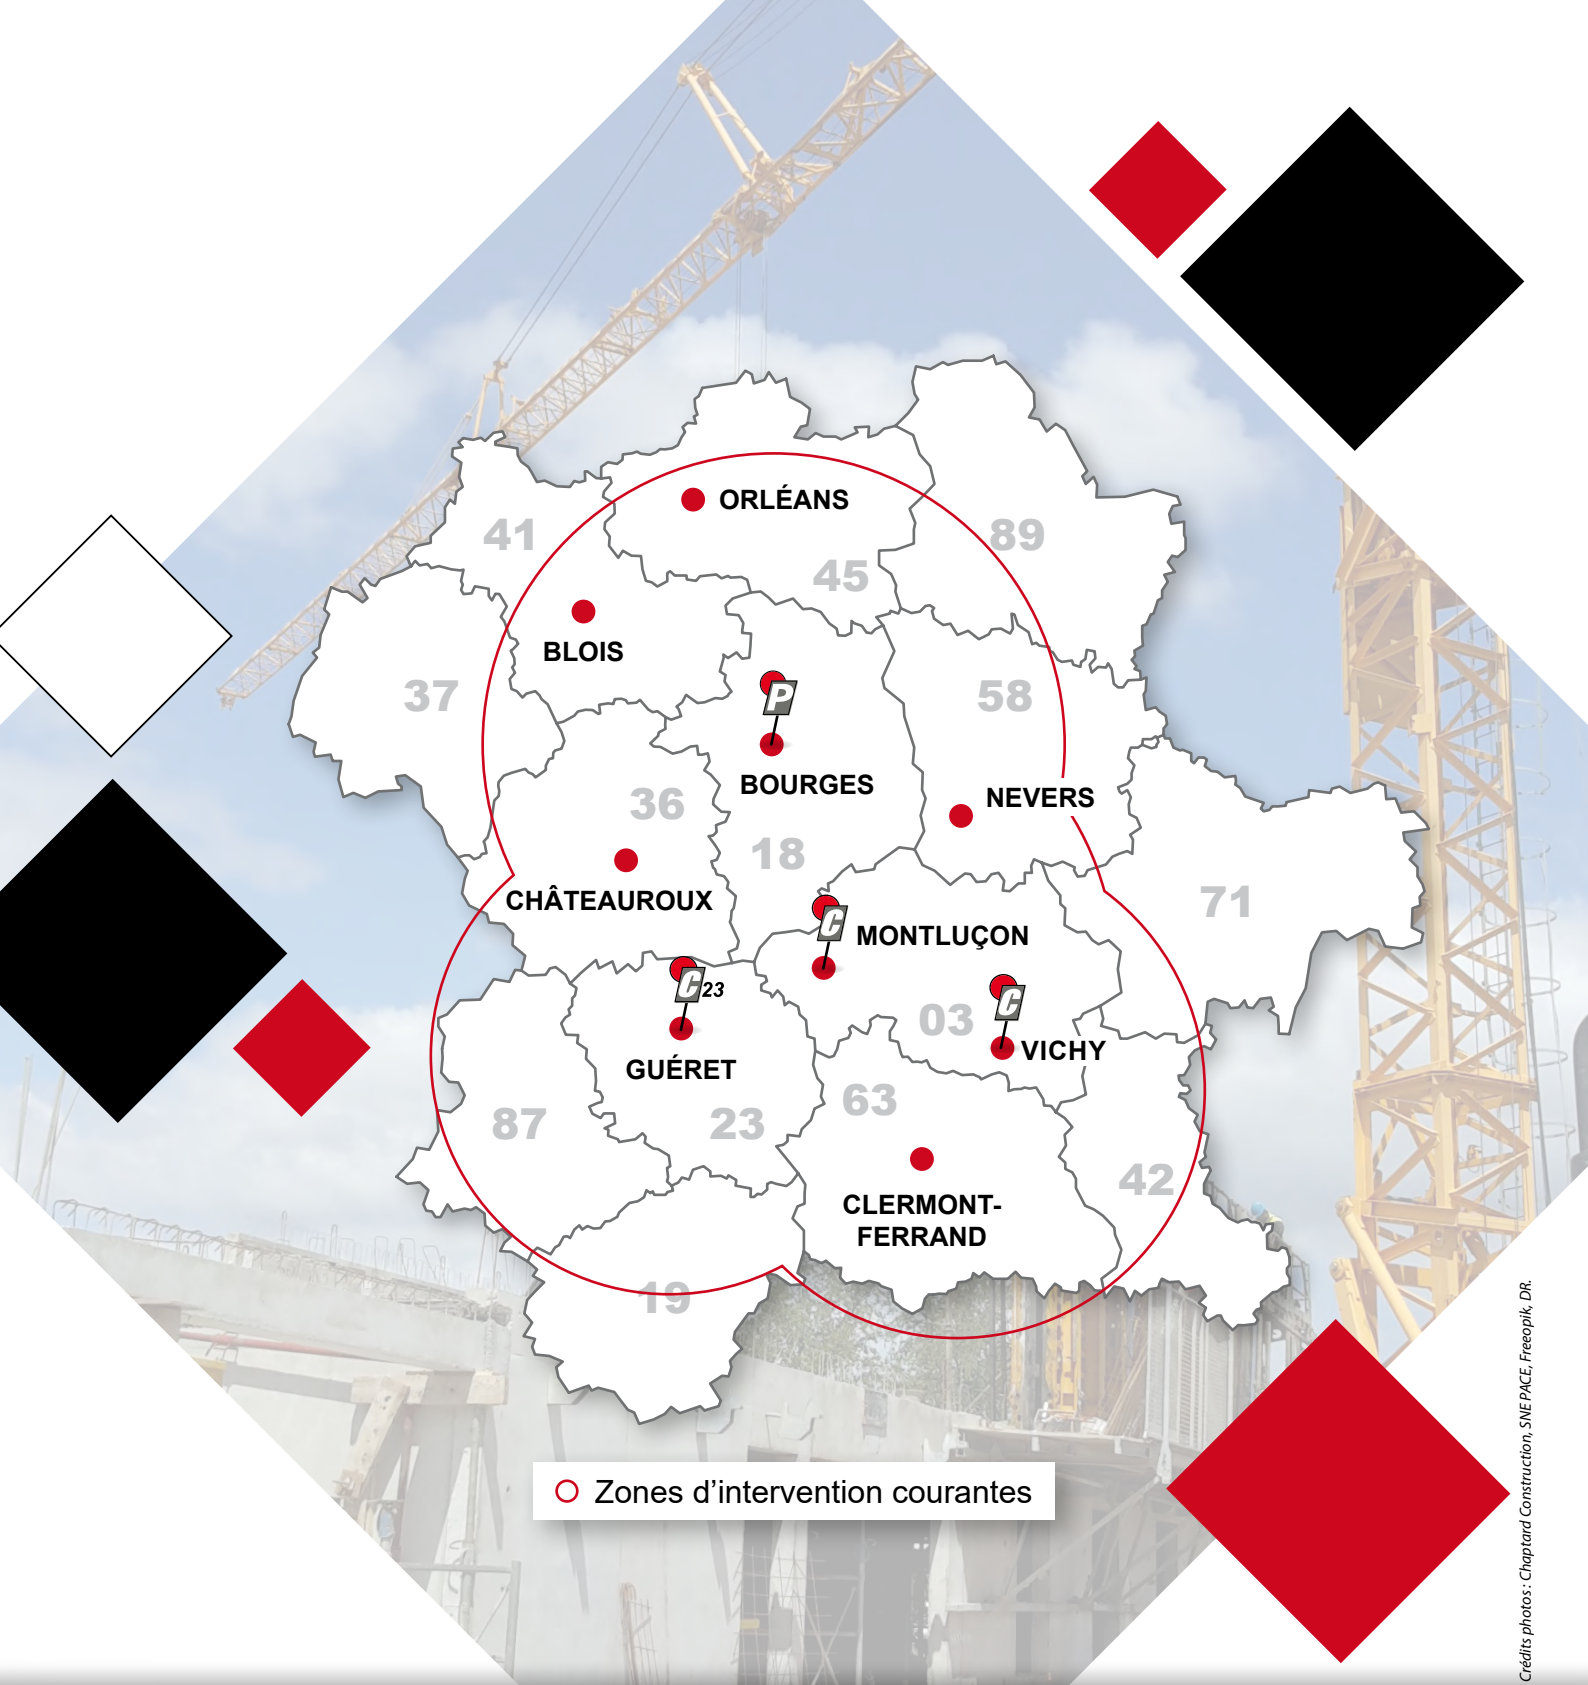 ORLÉANS
41
89
45
BLOIS
37
58
P
BOURGES
NEVERS
36
18
CHÂTEAUROUX
71
C
MONTLUÇON
C 23
C
03
VICHY
GUÉRET
63
87
23
42
CLERMONT-
FERRAND
19
Zones d’intervention courantes
Crédits photos : Chaptard Construction, SNE PACE, Freeopik, DR.